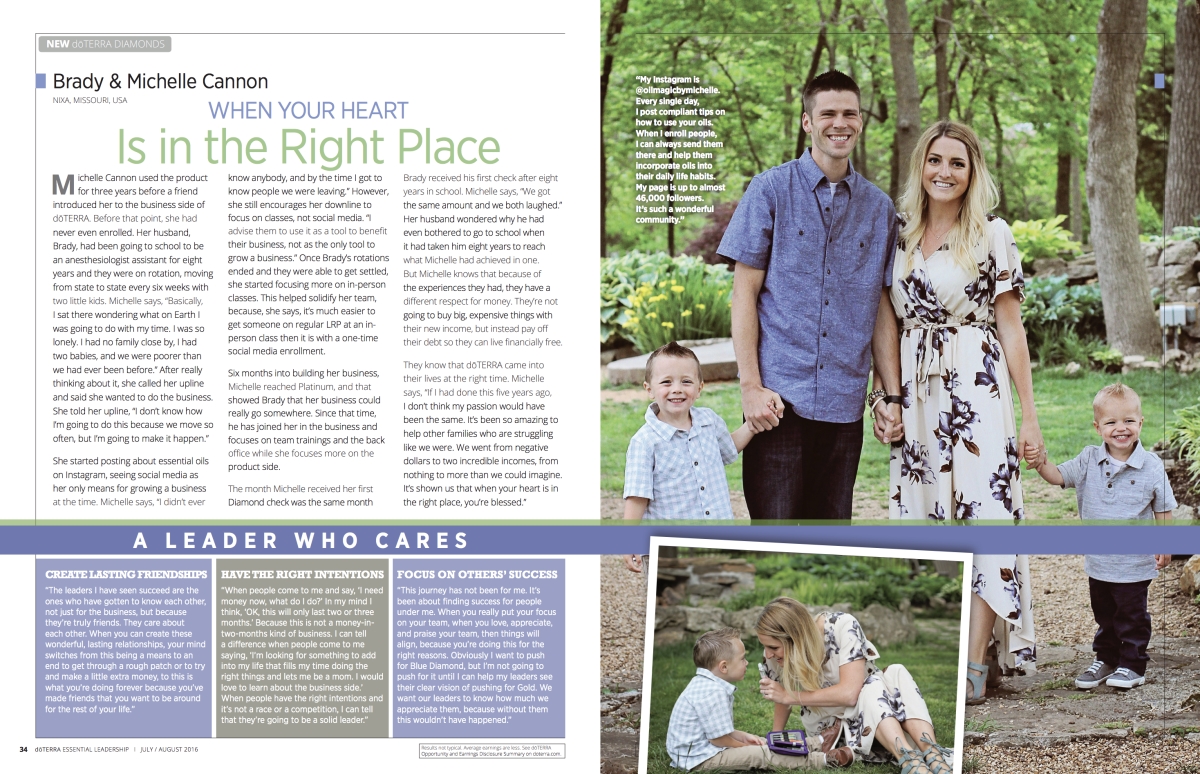 NEW dōTERRA DIAMONDS
Brady & Michelle Cannon
NIXA, MISSOURI, USA
WHEN YOUR HEART
Is in the Right Place
Michelle Cannon used the product
for three years before a friend
introduced her to the business side of
dōTERRA. Before that point, she had
never even enrolled. Her husband,
Brady, had been going to school to be
an anesthesiologist assistant for eight
years and they were on rotation, moving
from state to state every six weeks with
two little kids. Michelle says, “Basically,
I sat there wondering what on Earth I
was going to do with my time. I was so
lonely. I had no family close by, I had
two babies, and we were poorer than
we had ever been before.” After really
thinking about it, she called her upline
and said she wanted to do the business.
She told her upline, “I don’t know how
I’m going to do this because we move so
often, but I’m going to make it happen.”
She started posting about essential oils
on Instagram, seeing social media as
her only means for growing a business
at the time. Michelle says, “I didn’t ever
know anybody, and by the time I got to
know people we were leaving.” However,
she still encourages her downline to
focus on classes, not social media. “I
advise them to use it as a tool to benefit
their business, not as the only tool to
grow a business.” Once Brady’s rotations
ended and they were able to get settled,
she started focusing more on in-person
classes. This helped solidify her team,
because, she says, it’s much easier to
get someone on regular LRP at an in-
person class then it is with a one-time
social media enrollment.
Six months into building her business,
Michelle reached Platinum, and that
showed Brady that her business could
really go somewhere. Since that time,
he has joined her in the business and
focuses on team trainings and the back
office while she focuses more on the
product side.
The month Michelle received her first
Diamond check was the same month
Brady received his first check after eight
years in school. Michelle says, “We got
the same amount and we both laughed.”
Her husband wondered why he had
even bothered to go to school when
it had taken him eight years to reach
what Michelle had achieved in one.
But Michelle knows that because of
the experiences they had, they have a
different respect for money. They’re not
going to buy big, expensive things with
their new income, but instead pay off
their debt so they can live financially free.
They know that dōTERRA came into
their lives at the right time. Michelle
says, “If I had done this five years ago,
I don’t think my passion would have
been the same. It’s been so amazing to
help other families who are struggling
like we were. We went from negative
dollars to two incredible incomes, from
nothing to more than we could imagine.
It’s shown us that when your heart is in
the right place, you’re blessed.”
“My Instagram is
@oilmagicbymichelle.
Every single day,
I post compliant tips on
how to use your oils.
When I enroll people,
I can always send them
there and help them
incorporate oils into
their daily life habits.
My page is up to almost
46,000 followers.
It’s such a wonderful
community.”
A LEADER WHO CARES
CREATE LASTING FRIENDSHIPS
“The leaders I have seen succeed are the
ones who have gotten to know each other,
not just for the business, but because
they’re truly friends. They care about
each other. When you can create these
wonderful, lasting relationships, your mind
switches from this being a means to an
end to get through a rough patch or to try
and make a little extra money, to this is
what you’re doing forever because you’ve
made friends that you want to be around
for the rest of your life.”
HAVE THE RIGHT INTENTIONS
“When people come to me and say, ‘I need
money now, what do I do?’ In my mind I
think, ‘OK, this will only last two or three
months.’ Because this is not a money-in-
two-months kind of business. I can tell
a difference when people come to me
saying, ‘I’m looking for something to add
into my life that fills my time doing the
right things and lets me be a mom. I would
love to learn about the business side.’
When people have the right intentions and
it’s not a race or a competition, I can tell
that they’re going to be a solid leader.”
FOCUS ON OTHERS’ SUCCESS
“This journey has not been for me. It’s
been about finding success for people
under me. When you really put your focus
on your team, when you love, appreciate,
and praise your team, then things will
align, because you’re doing this for the
right reasons. Obviously I want to push
for Blue Diamond, but I’m not going to
push for it until I can help my leaders see
their clear vision of pushing for Gold. We
want our leaders to know how much we
appreciate them, because without them
this wouldn’t have happened.”
34 dōTERRA ESSENTIAL LEADERSHIP | JULY / AUGUST 2016
Results not typical. Average earnings are less. See dōTERRA
Opportunity and Earnings Disclosure Summary on doterra.com.